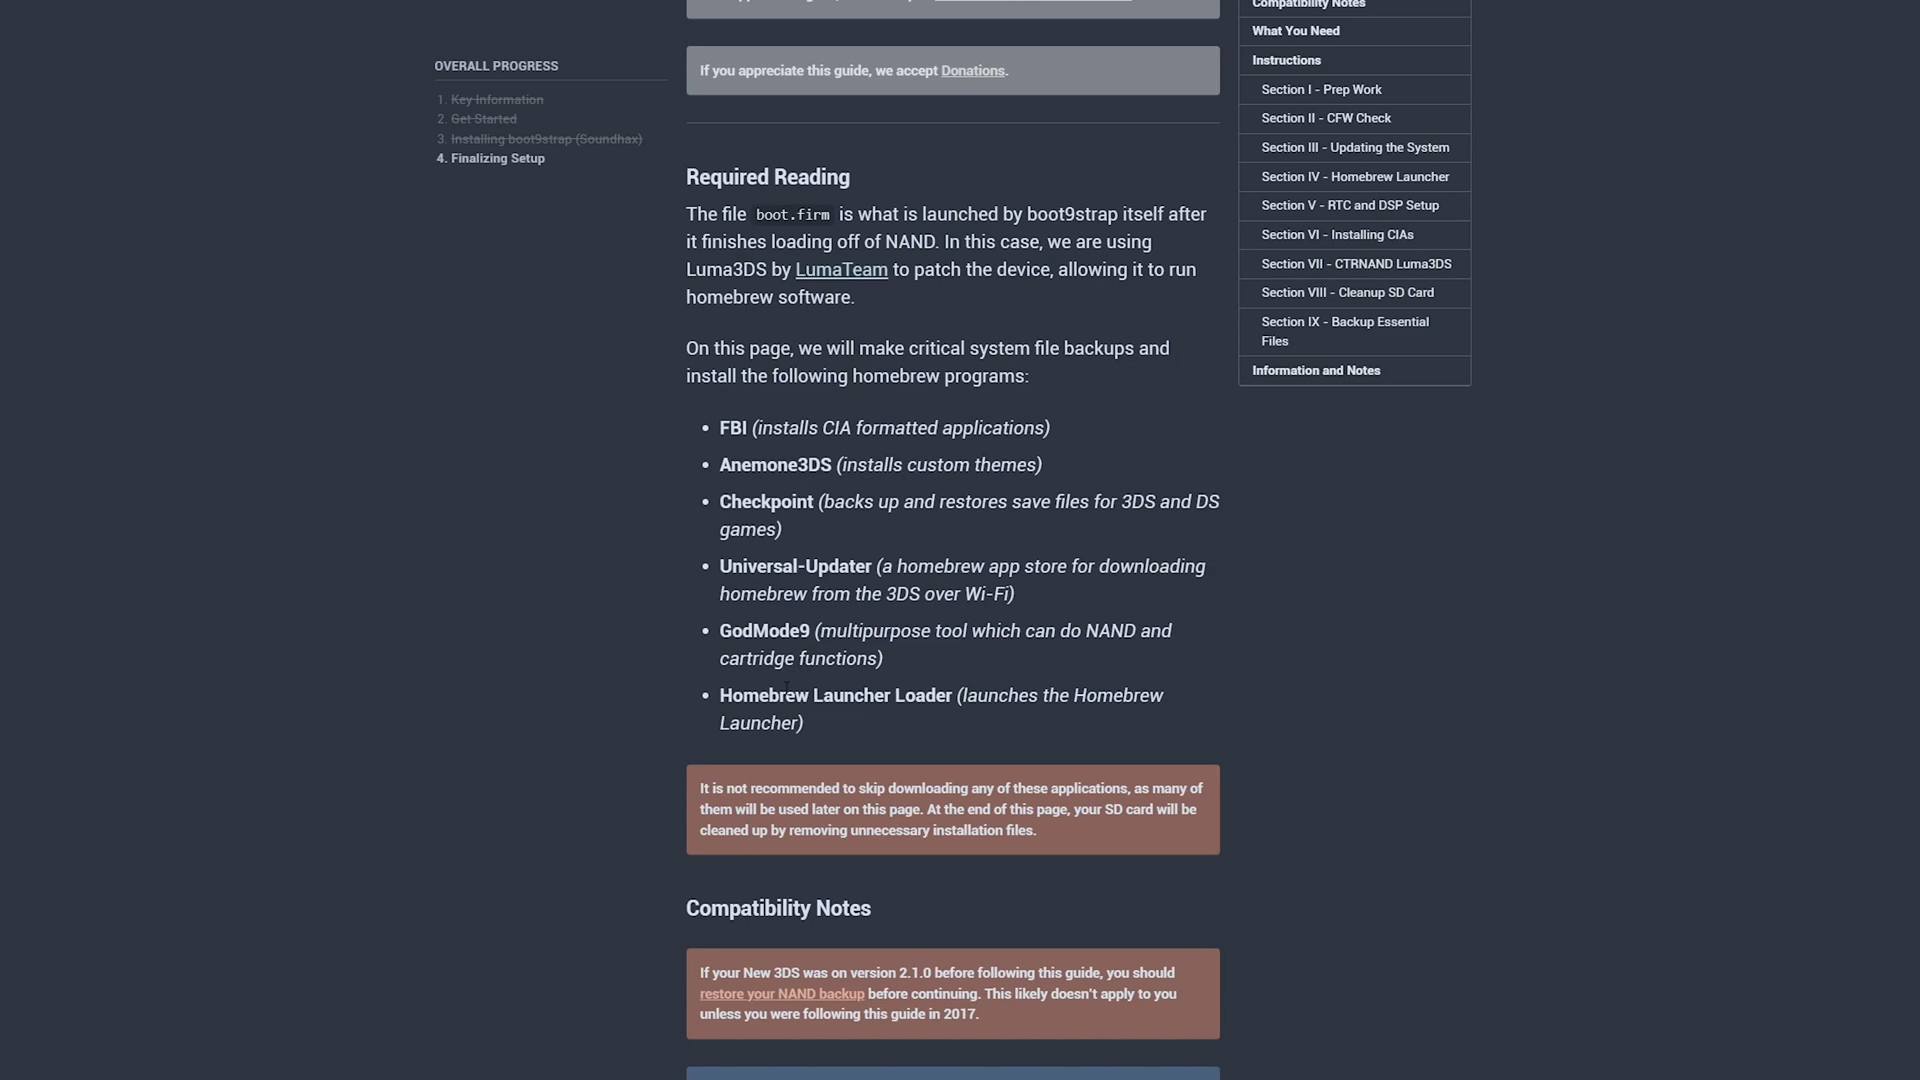 If you appreciate this guide, we accept Donations.
OVERALL PROGRESS
1. Key Information
2. Get Started
3. Installing boot9strap (Soundhax)
4. Finalizing Setup
Required Reading
The file boot.firm is what is launched by boot9strap itself after
it finishes loading off of NAND. In this case, we are using
Luma3DS by LumaTeam to patch the device, allowing it to run
homebrew software.
On this page, we will make critical system file backups and
install the following homebrew programs:
• FBI (installs CIA formatted applications)
• Anemone3DS (installs custom themes)
• Checkpoint (backs up and restores save files for 3DS and DS
games)
• Universal-Updater (a homebrew app store for downloading
homebrew from the 3DS over Wi-Fi)
• GodMode9 (multipurpose tool which can do NAND and
cartridge functions)
• Homebrew Launcher Loader (launches the Homebrew
Launcher)
It is not recommended to skip downloading any of these applications, as many of
them will be used later on this page. At the end of this page, your SD card will be
cleaned up by removing unnecessary installation files.
Compatibility Notes
If your New 3DS was on version 2.1.0 before following this guide, you should
restore your NAND backup before continuing. This likely doesn't apply to you
unless you were following this guide in 2017.
Compatibility Notes
What You Need
Instructions
Section I - Prep Work
Section II - CFW Check
Section III - Updating the System
Section IV - Homebrew Launcher
Section V - RTC and DSP Setup
Section VI - Installing CIAs
Section VII - CTRNAND Luma3DS
Section VIII - Cleanup SD Card
Section IX - Backup Essential
Files
Information and Notes